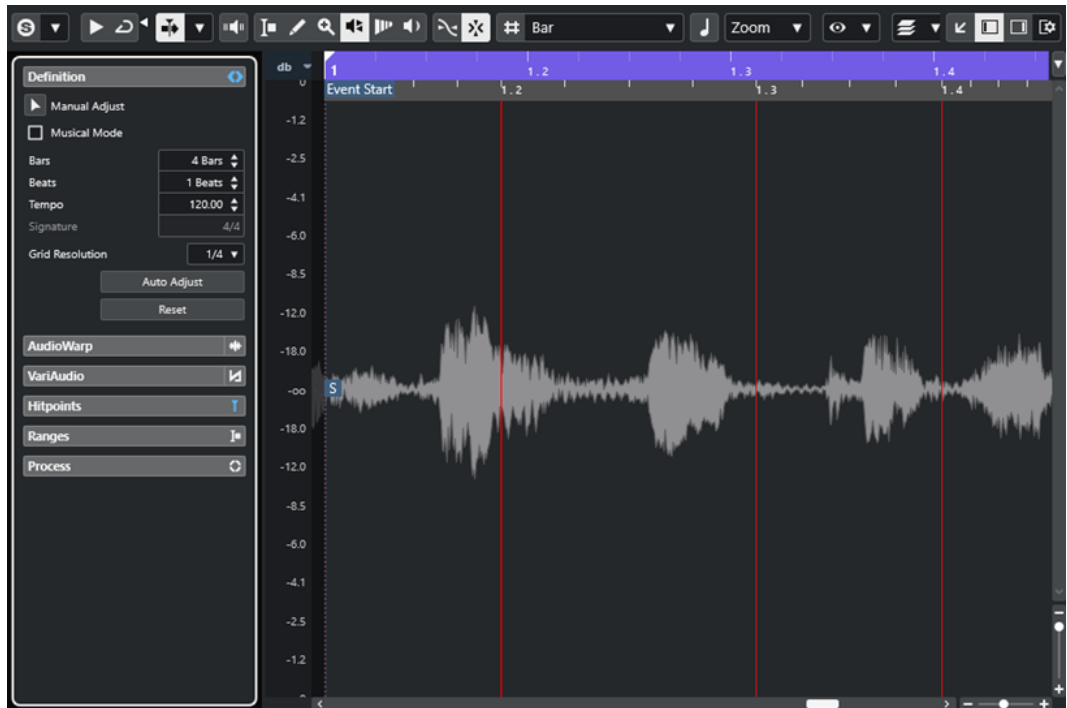 Bar
Zoom
Definition
Manual Adjust
Musical Mode
Bars 4 Bars
Beats 1 Beats
Tempo 120.00
Signature 4/4
Grid Resolution 1/4
Auto Adjust
Reset
AudioWarp
VariAudio
Hitpoints
Ranges
Process
db
1 1.2 1.3 1.4
Event Start 1.2 1.3 1.4
0
-1.2
-2.5
-4.1
-6.0
-8.5
-12.0
-18.0
-∞
S
-18.0
-12.0
-8.5
-6.0
-4.1
-2.5
-1.2